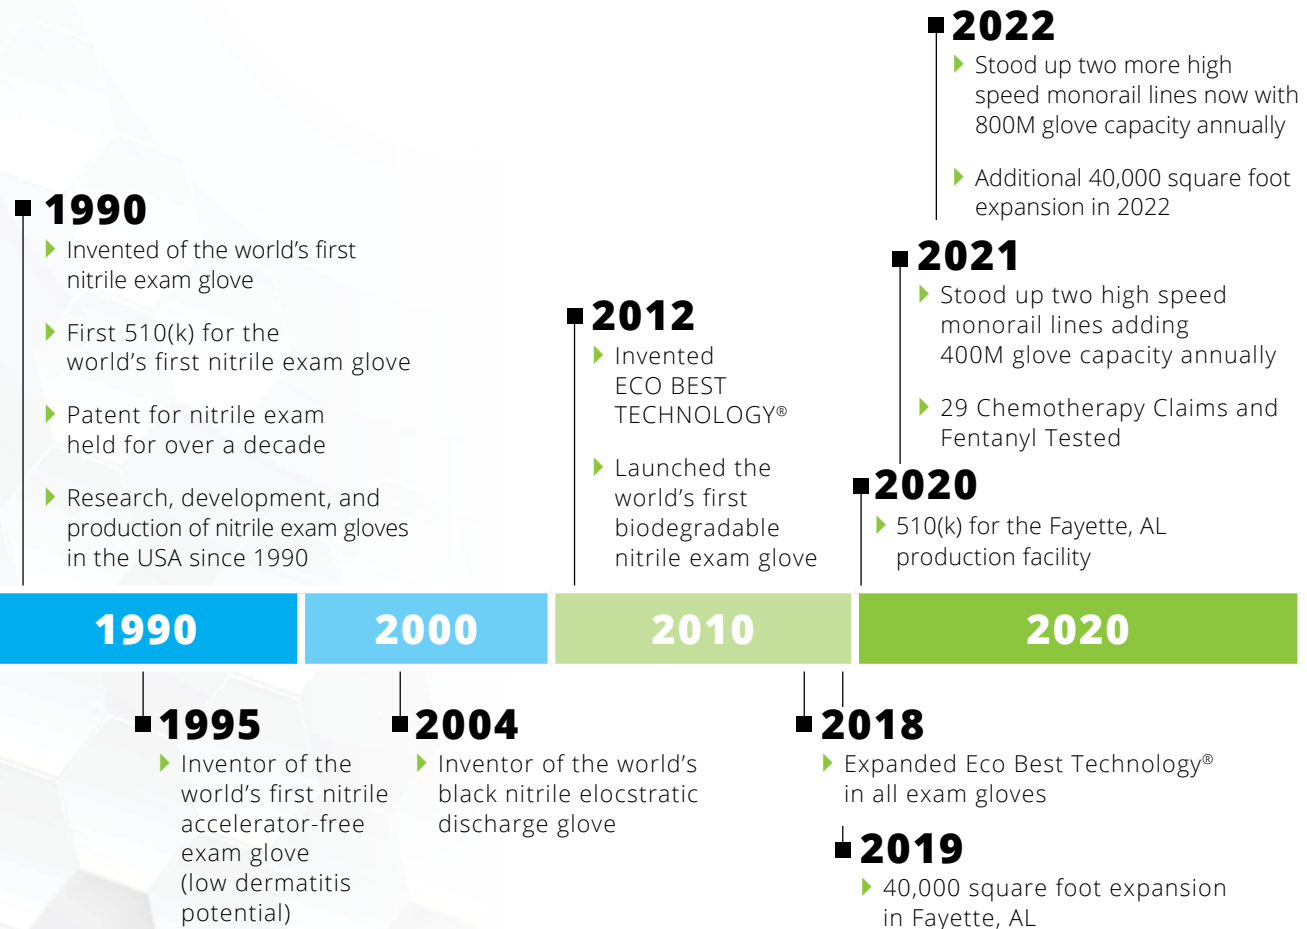 2022
Stood up two more high
speed monorail lines now with
800M glove capacity annually
Additional 40,000 square foot
expansion in 2022
1990
Invented of the world’s first
nitrile exam glove
First 510(k) for the
world’s first nitrile exam glove
Patent for nitrile exam
held for over a decade
Research, development, and
production of nitrile exam gloves
in the USA since 1990
2012
Invented
ECO BEST
TECHNOLOGY®
Launched the
world’s first
biodegradable
nitrile exam glove
2021
Stood up two high speed
monorail lines adding
400M glove capacity annually
29 Chemotherapy Claims and
Fentanyl Tested
2020
510(k) for the Fayette, AL
production facility
1990
2000
2010
2020
1995
Inventor of the
world’s first nitrile
accelerator-free
exam glove
(low dermatitis
potential)
2004
Inventor of the world’s
black nitrile elocstratic
discharge glove
2018
Expanded Eco Best Technology®
in all exam gloves
2019
40,000 square foot expansion
in Fayette, AL